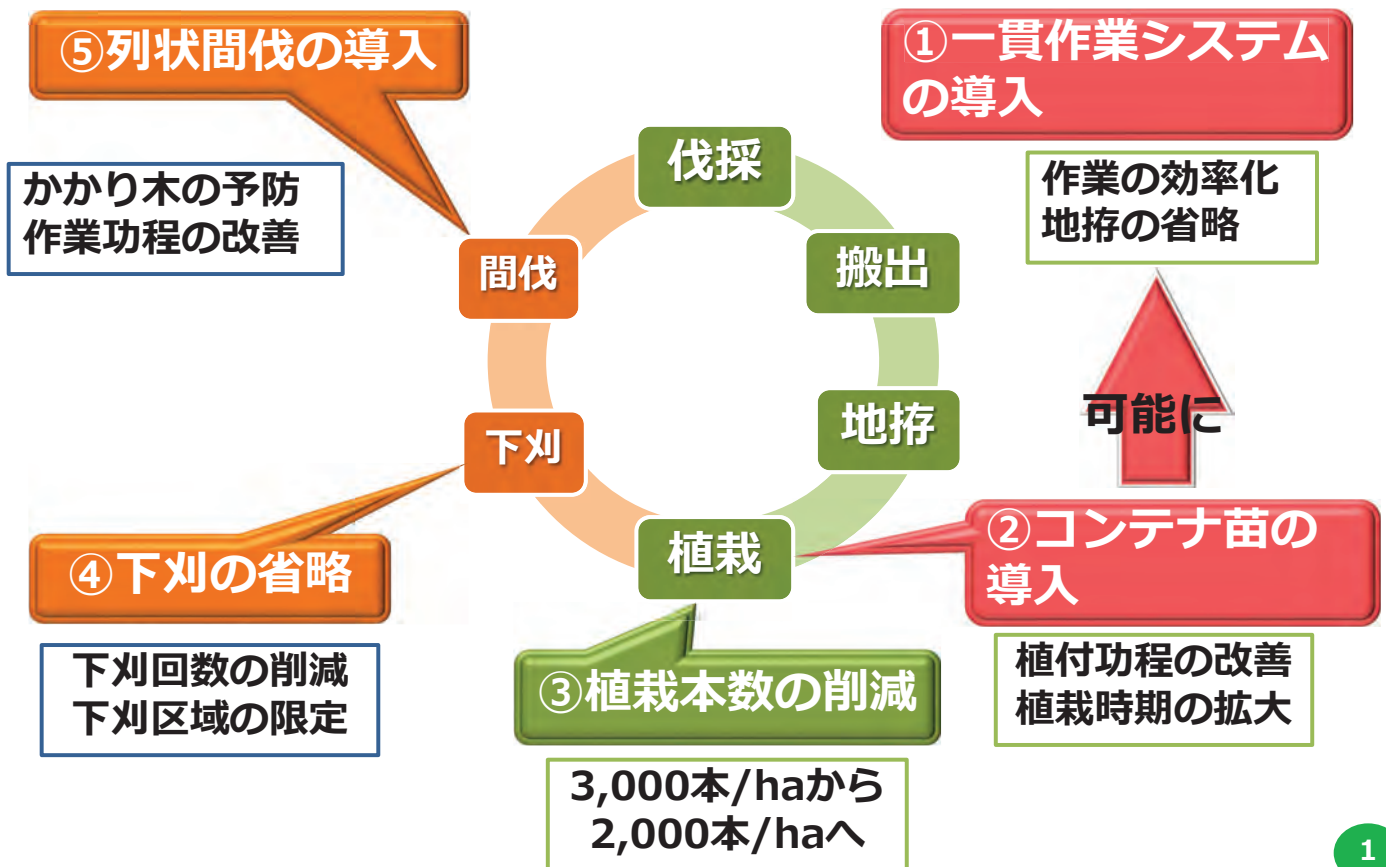 ⑤列状間伐の導入
かかり木の予防
作業功程の改善
①一貫作業システム
の導入
作業の効率化
地拵の省略
可能に
伐採
搬出
地拵
植栽
下刈
間伐
②コンテナ苗の
導入
植付功程の改善
植栽時期の拡大
③植栽本数の削減
3,000本/haから
2,000本/haへ
④下刈の省略
下刈回数の削減
下刈区域の限定
1